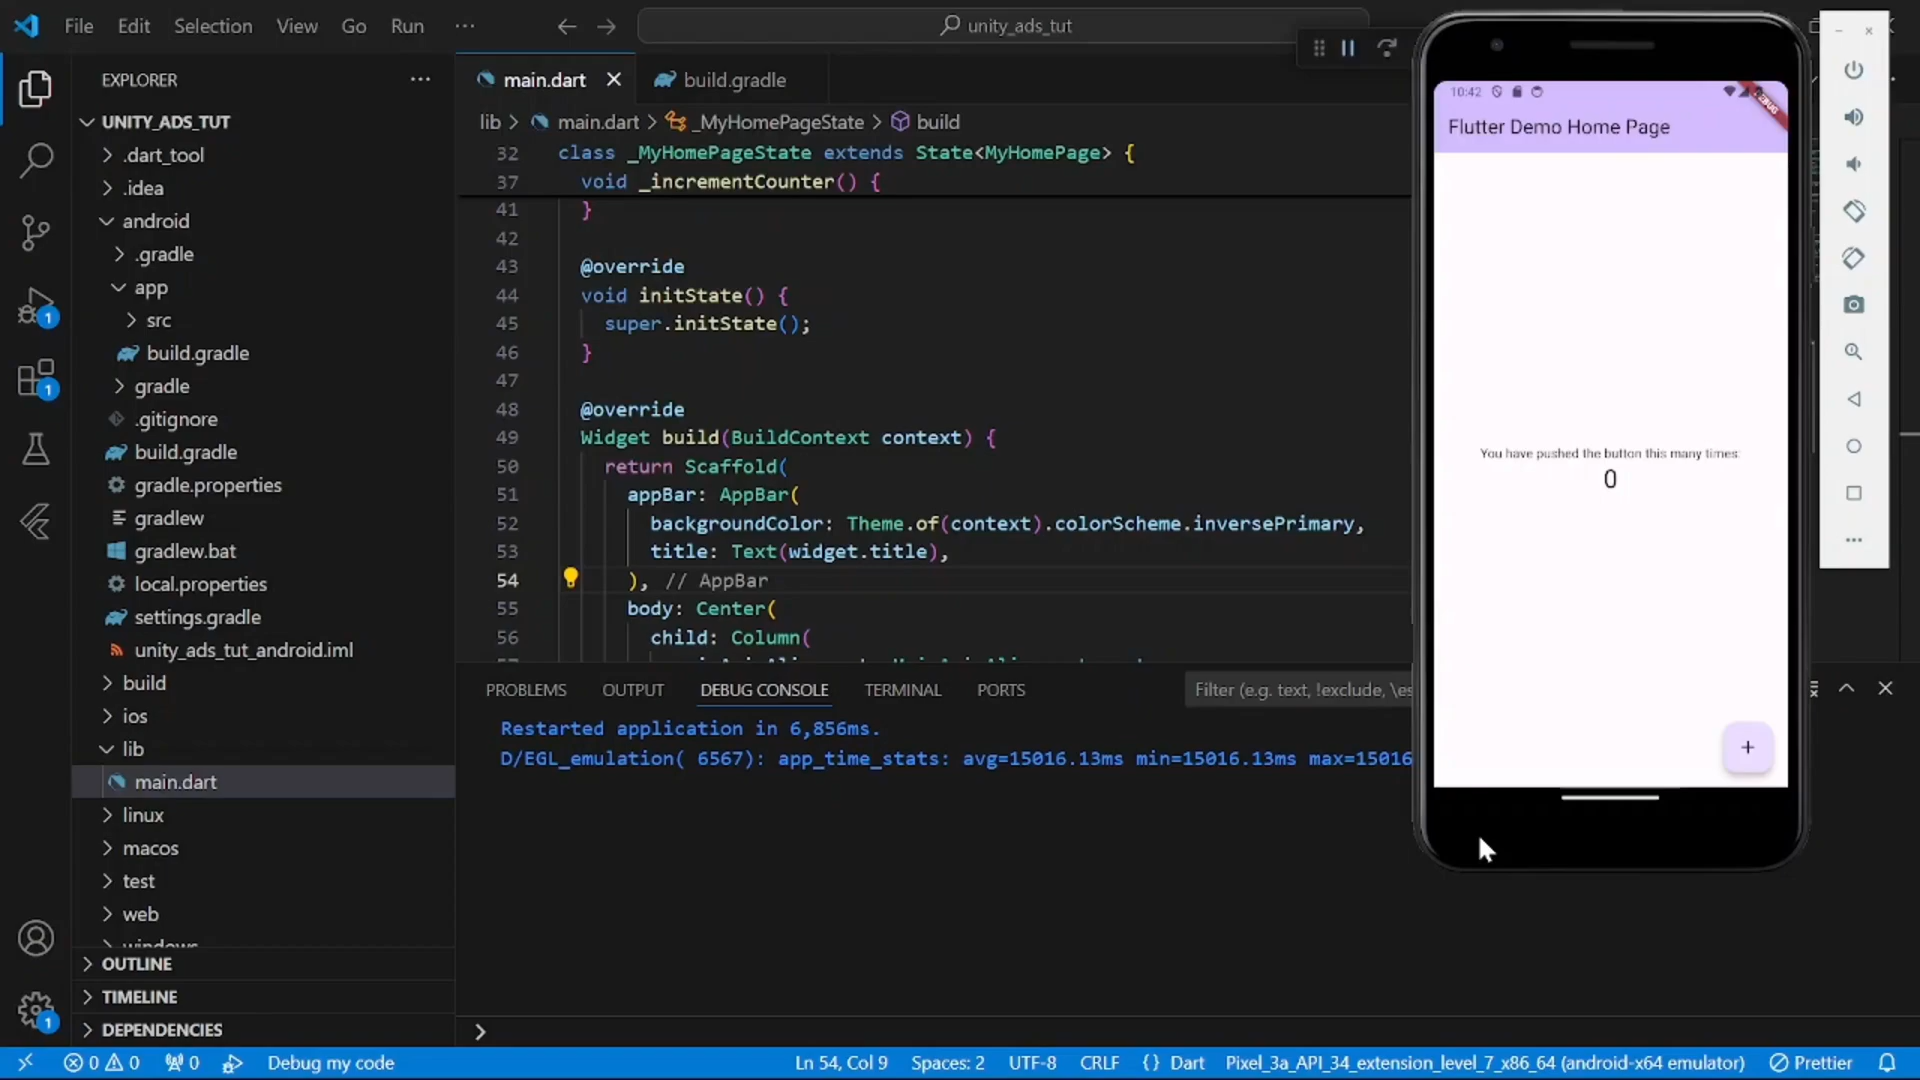 File Edit Selection View Go Run ···
unity_ads_tut
EXPLORER
UNITY_ADS_TUT
.dart_tool
.idea
android
.gradle
app
src
build.gradle
gradle
.gitignore
build.gradle
gradle.properties
gradlew
gradlew.bat
local.properties
settings.gradle
unity_ads_tut_android.iml
build
ios
lib
main.dart
linux
macos
test
web
windows
OUTLINE
TIMELINE
DEPENDENCIES
1
1
1
main.dart
build.gradle
lib > main.dart > _MyHomePageState > build
32 class _MyHomePageState extends State<MyHomePage> {
37 void _incrementCounter() {
41 }
42
43 @override
44 void initState() {
45 super.initState();
46 }
47
48 @override
49 Widget build(BuildContext context) {
50 return Scaffold(
51 appBar: AppBar(
52 backgroundColor: Theme.of(context).colorScheme.inversePrimary,
53 title: Text(widget.title),
54 ), // AppBar
55 body: Center(
56 child: Column(
PROBLEMS OUTPUT DEBUG CONSOLE TERMINAL PORTS
Filter (e.g. text, !exclude, \es
Restarted application in 6,856ms.
D/EGL_emulation( 6567): app_time_stats: avg=15016.13ms min=15016.13ms max=15016
10:42
DEBUG
Flutter Demo Home Page
You have pushed the button this many times:
0
+
0 0 0 Debug my code
Ln 54, Col 9 Spaces: 2 UTF-8 CRLF {} Dart Pixel_3a_API_34_extension_level_7_x86_64 (android-x64 emulator) Prettier